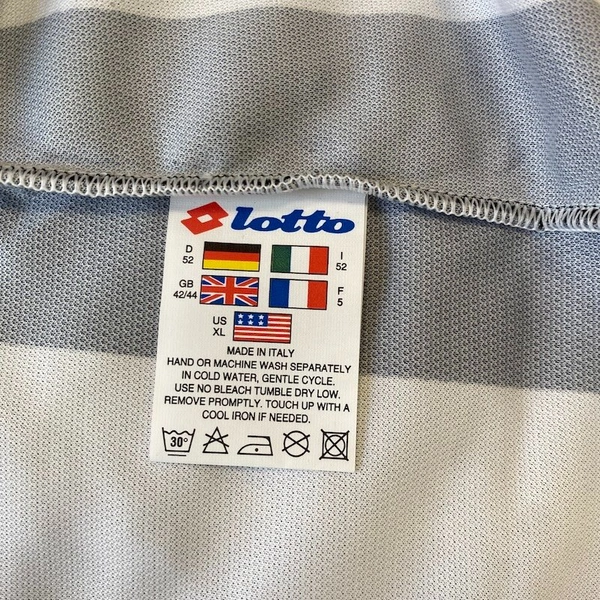 lotto
D 52 I 52
GB 42/44 F 5
US XL
MADE IN ITALY
HAND OR MACHINE WASH SEPARATELY
IN COLD WATER, GENTLE CYCLE.
USE NO BLEACH TUMBLE DRY LOW.
REMOVE PROMPTLY. TOUCH UP WITH A
COOL IRON IF NEEDED.
30°